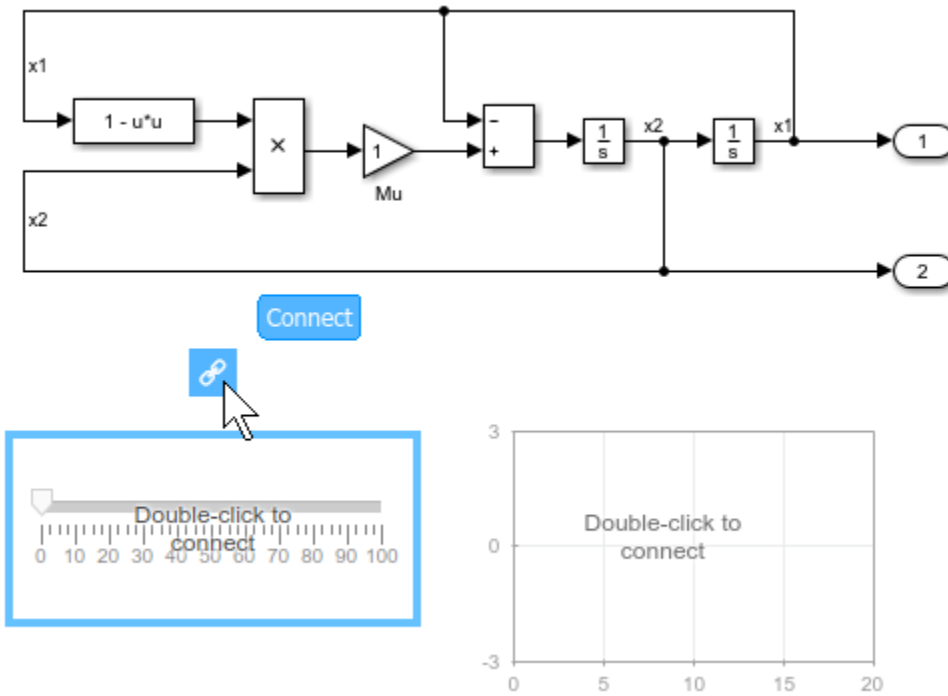 x1
1 - u*u
×
1
Mu
−
+
1
s
x2
1
s
x1
1
x2
2
Connect
Double-click to
connect
0 10 20 30 40 50 60 70 80 90 100
3
0
-3
Double-click to
connect
0 5 10 15 20